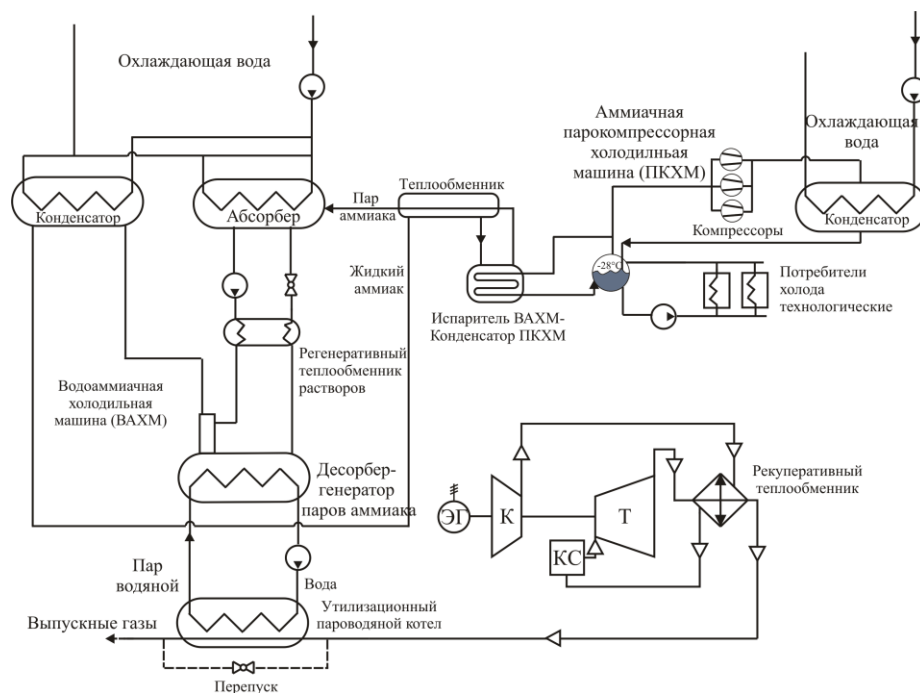 Охлаждающая вода
Аммиачная
парокомпрессорная
холодилньая
машина (ПКХМ)
Охлаждающая
вода
Конденсатор
Абсорбер
Пар
аммиака
Теплообменник
Компрессоры
Конденсатор
Жидкий
аммиак
-28°C
Испаритель ВАХМ-
Конденсатор ПКХМ
Потребители
холода
технологические
Регенеративный
теплообменник
растворов
Водоаммиачная
холодильная
машина (ВАХМ)
Десорбер-
генератор
паров аммиака
ЭГ
К
Т
КС
Рекуперативный
теплообменник
Пар
водяной
Вода
Утилизационный
пароводяной котел
Выпускные газы
Перепуск